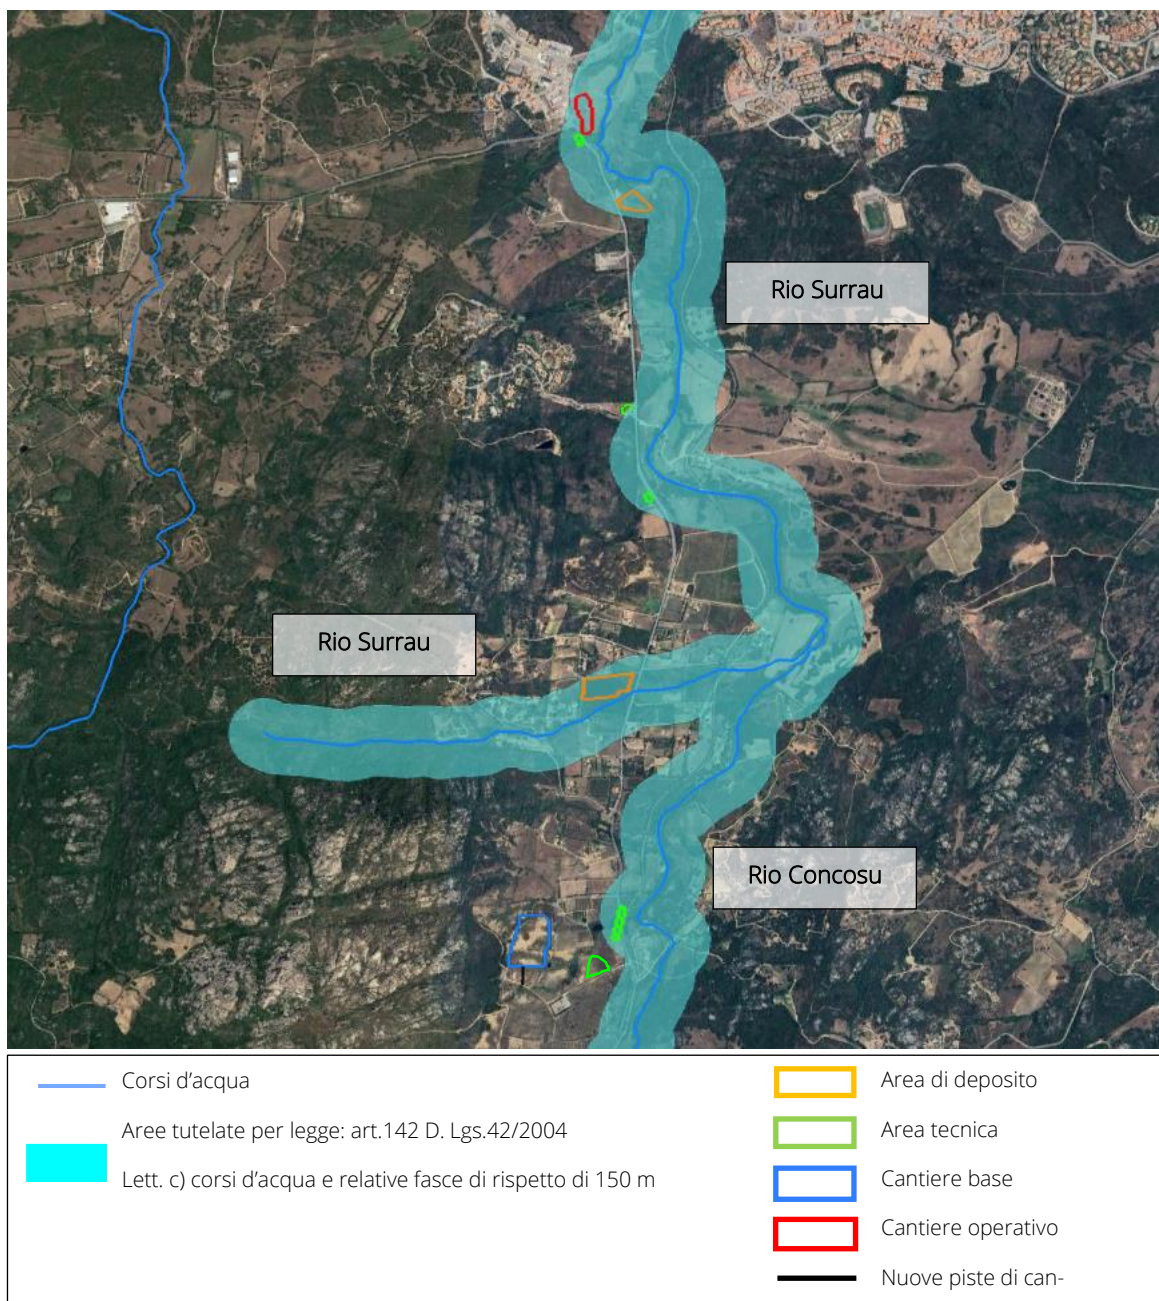 Rio Surrau
Rio Surrau
Rio Concosu
Corsi d'acqua
Aree tutelate per legge: art.142 D. Lgs.42/2004
Lett. c) corsi d'acqua e relative fasce di rispetto di 150 m
Area di deposito
Area tecnica
Cantiere base
Cantiere operativo
Nuove piste di can-